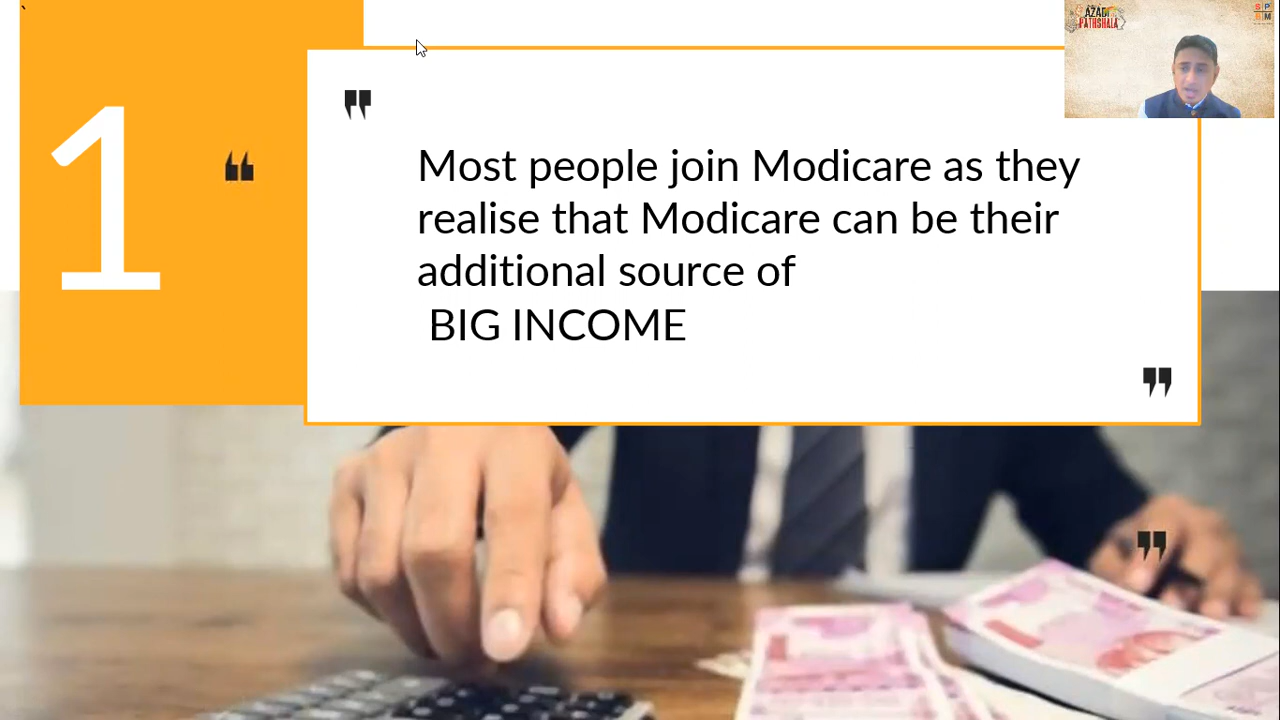 1
❝
❞
Most people join Modicare as they
realise that Modicare can be their
additional source of
BIG INCOME
❞
❞
AZADI
PATHSHALA
S P
B M